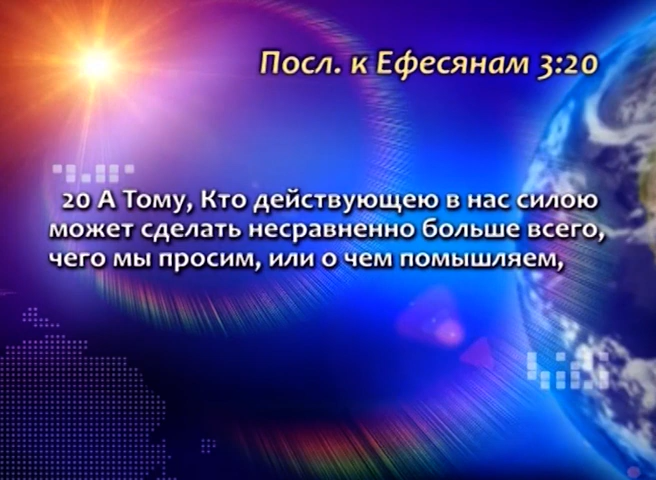 Посл. к Ефесянам 3:20
20 А Тому, Кто действующею в нас силою
может сделать несравненно больше всего,
чего мы просим, или о чем помышляем,